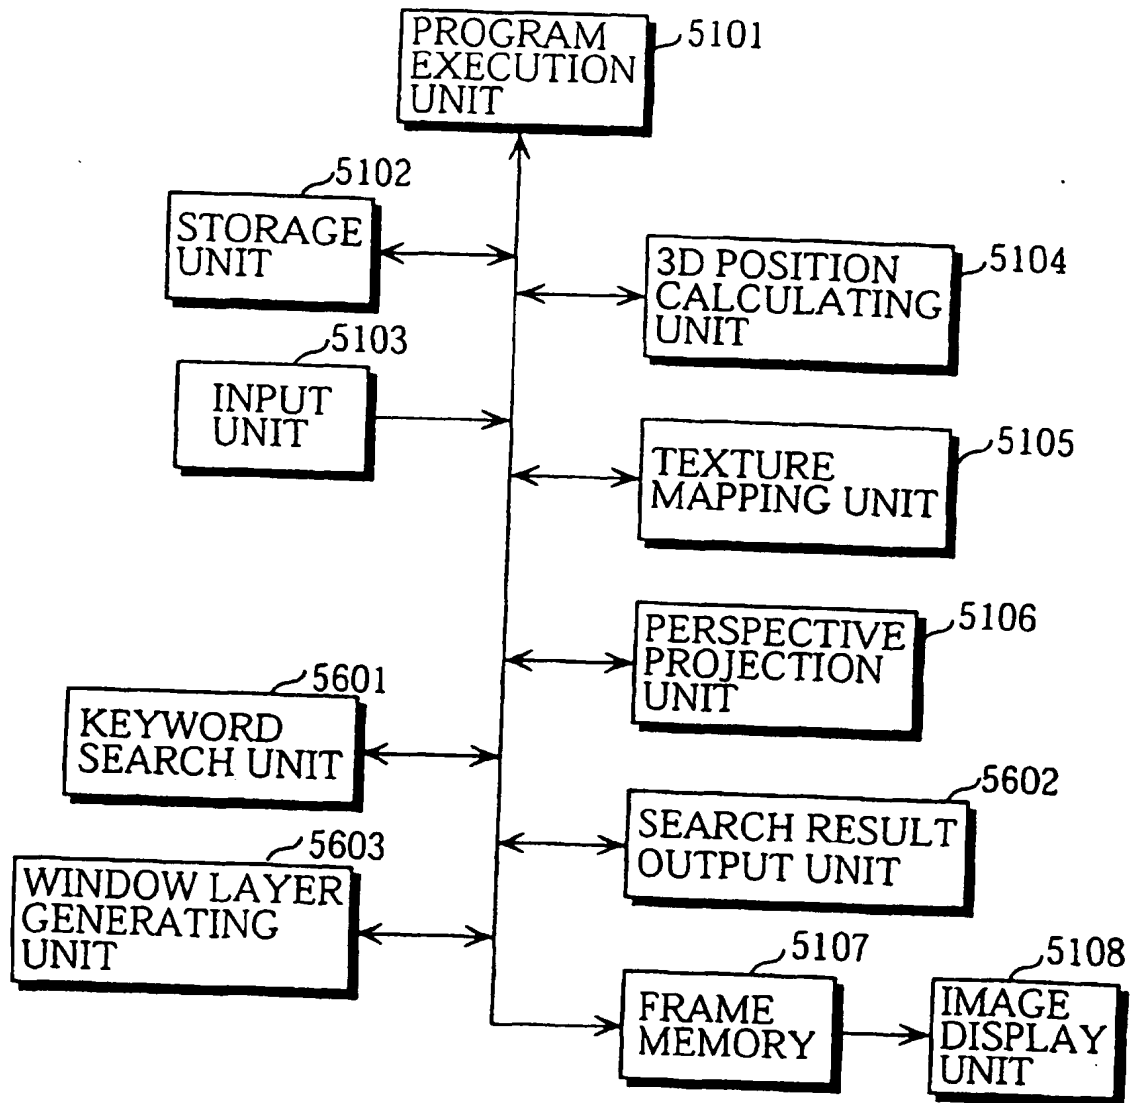 PROGRAM
EXECUTION
UNIT
5101
5102
STORAGE
UNIT
5104
3D POSITION
CALCULATING
UNIT
5103
INPUT
UNIT
5105
TEXTURE
MAPPING UNIT
5106
PERSPECTIVE
PROJECTION
UNIT
5601
KEYWORD
SEARCH UNIT
5602
SEARCH RESULT
OUTPUT UNIT
5603
WINDOW LAYER
GENERATING
UNIT
5107
FRAME
MEMORY
5108
IMAGE
DISPLAY
UNIT